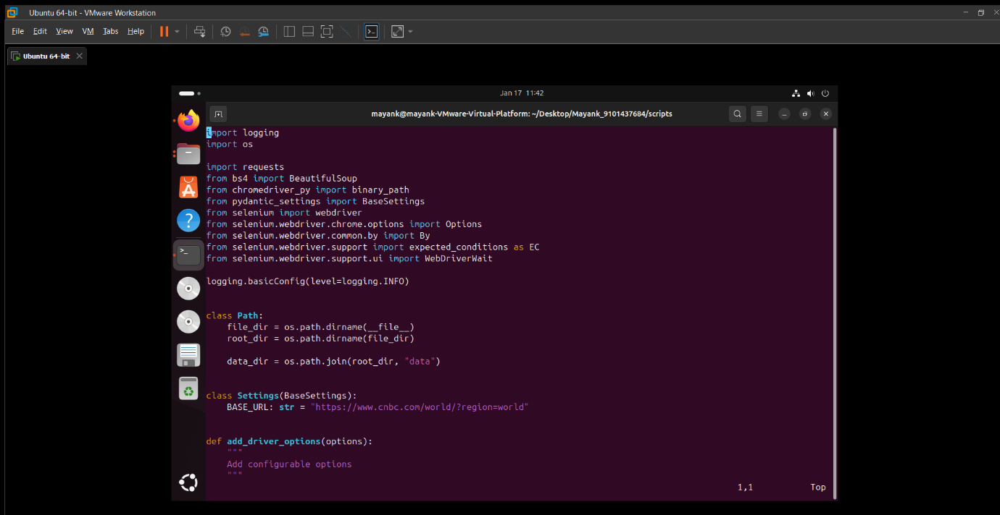 Ubuntu 64-bit - VMware Workstation
File Edit View VM Tabs Help
Ubuntu 64-bit
Jan 17 11:42
mayank@mayank-VMware-Virtual-Platform: ~/Desktop/Mayank_9101437684/scripts
import logging
import os
import requests
from bs4 import BeautifulSoup
from chromedriver_py import binary_path
from pydantic_settings import BaseSettings
from selenium import webdriver
from selenium.webdriver.chrome.options import Options
from selenium.webdriver.common.by import By
from selenium.webdriver.support import expected_conditions as EC
from selenium.webdriver.support.ui import WebDriverWait
logging.basicConfig(level=logging.INFO)
class Path:
file_dir = os.path.dirname(__file__)
root_dir = os.path.dirname(file_dir)
data_dir = os.path.join(root_dir, "data")
class Settings(BaseSettings):
BASE_URL: str = "https://www.cnbc.com/world/?region=world"
def add_driver_options(options):
"""
Add configurable options
"""
1,1 Top